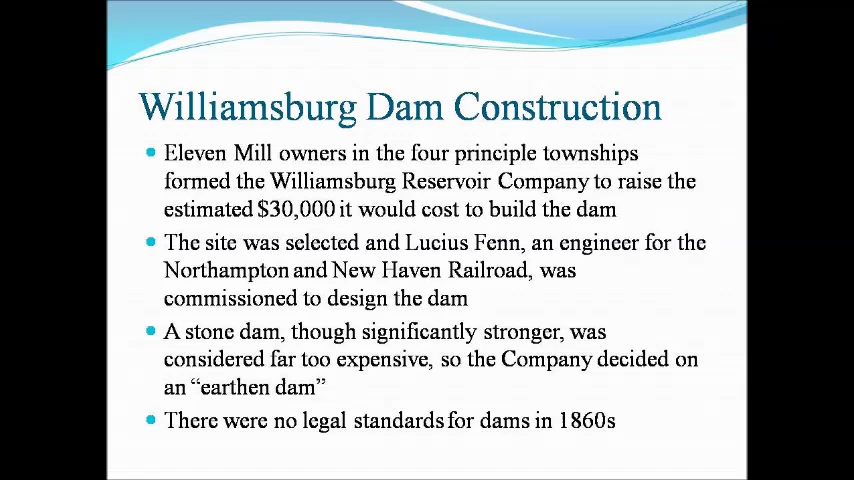 Williamsburg Dam Construction
• Eleven Mill owners in the four principle townships
formed the Williamsburg Reservoir Company to raise the
estimated $30,000 it would cost to build the dam
• The site was selected and Lucius Fenn, an engineer for the
Northampton and New Haven Railroad, was
commissioned to design the dam
• A stone dam, though significantly stronger, was
considered far too expensive, so the Company decided on
an “earthen dam”
• There were no legal standards for dams in 1860s